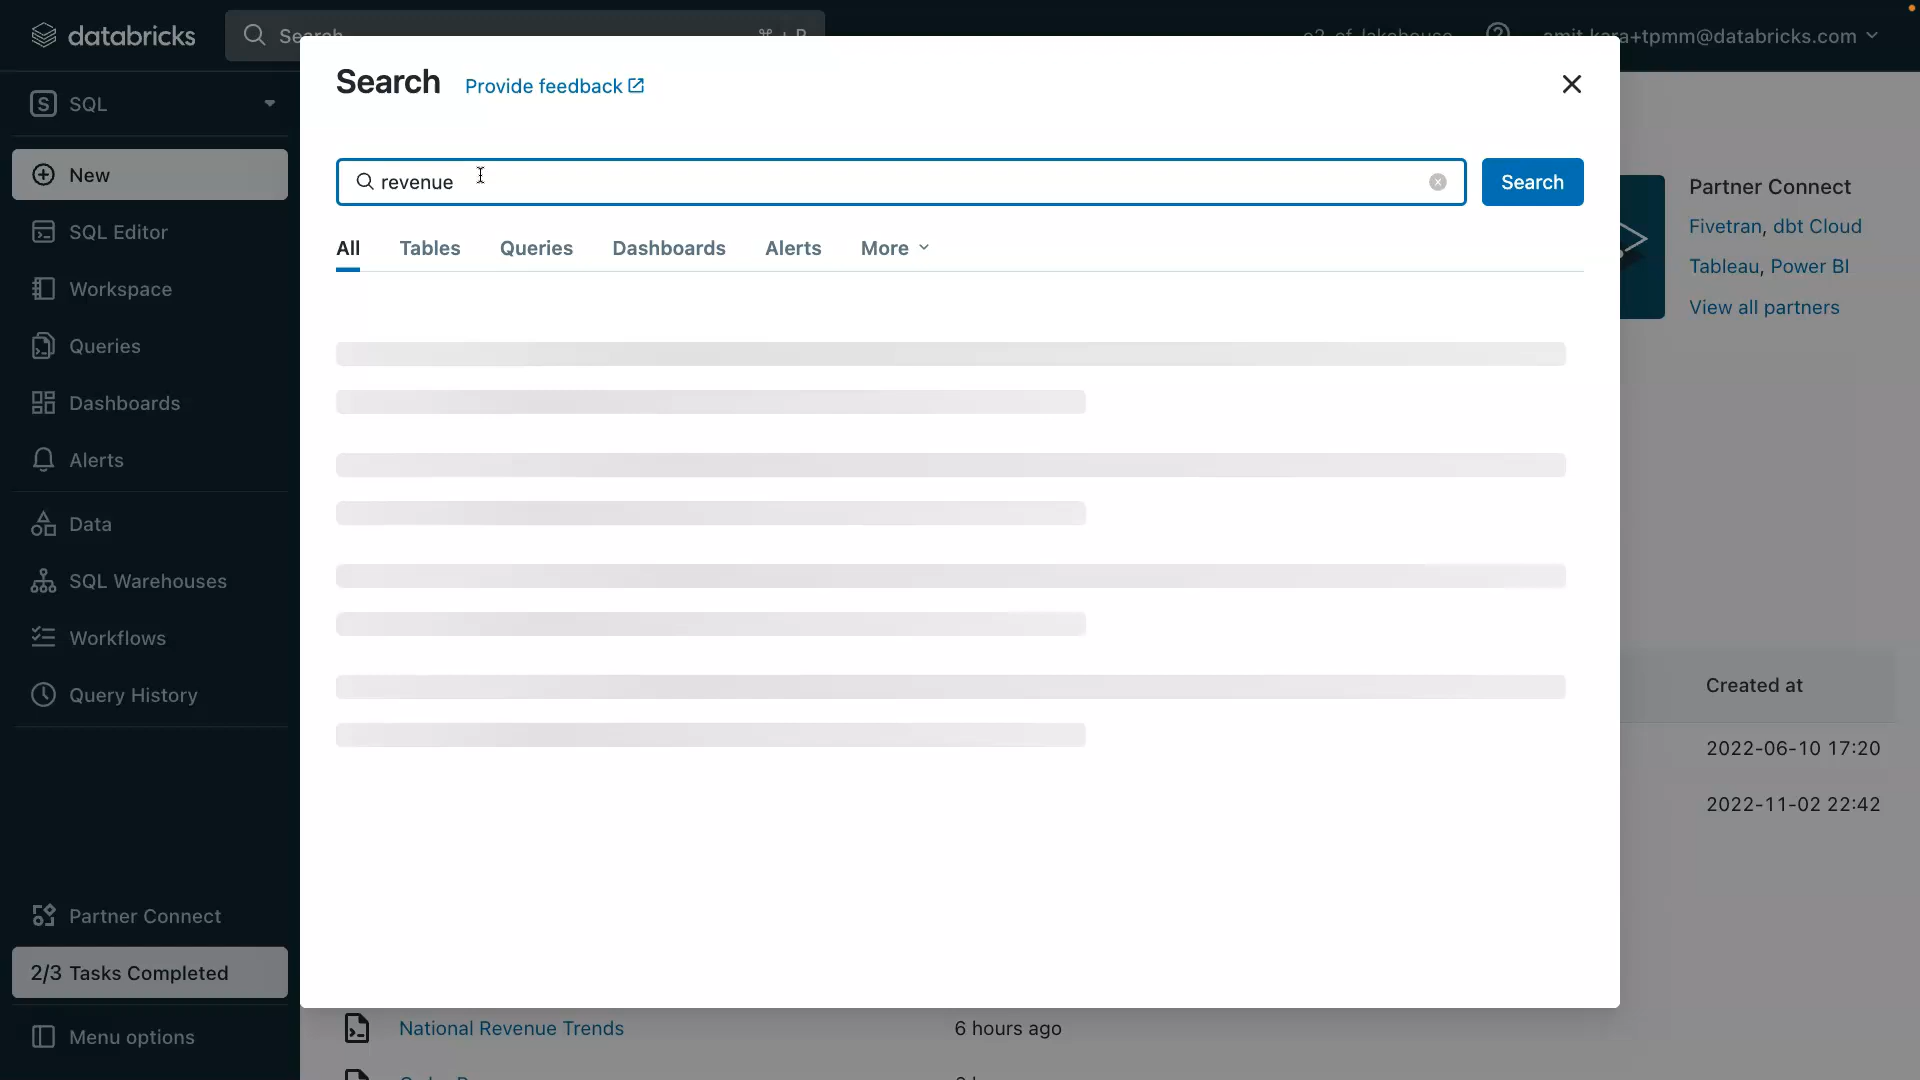 databricks
Search
amit.kara+tpmm@databricks.com
Search
Provide feedback
SQL
New
SQL Editor
Workspace
Queries
Dashboards
Alerts
Data
SQL Warehouses
Workflows
Query History
Partner Connect
2/3 Tasks Completed
Menu options
revenue
Search
All
Tables
Queries
Dashboards
Alerts
More
Partner Connect
Fivetran, dbt Cloud
Tableau, Power BI
View all partners
Created at
2022-06-10 17:20
2022-11-02 22:42
National Revenue Trends
6 hours ago